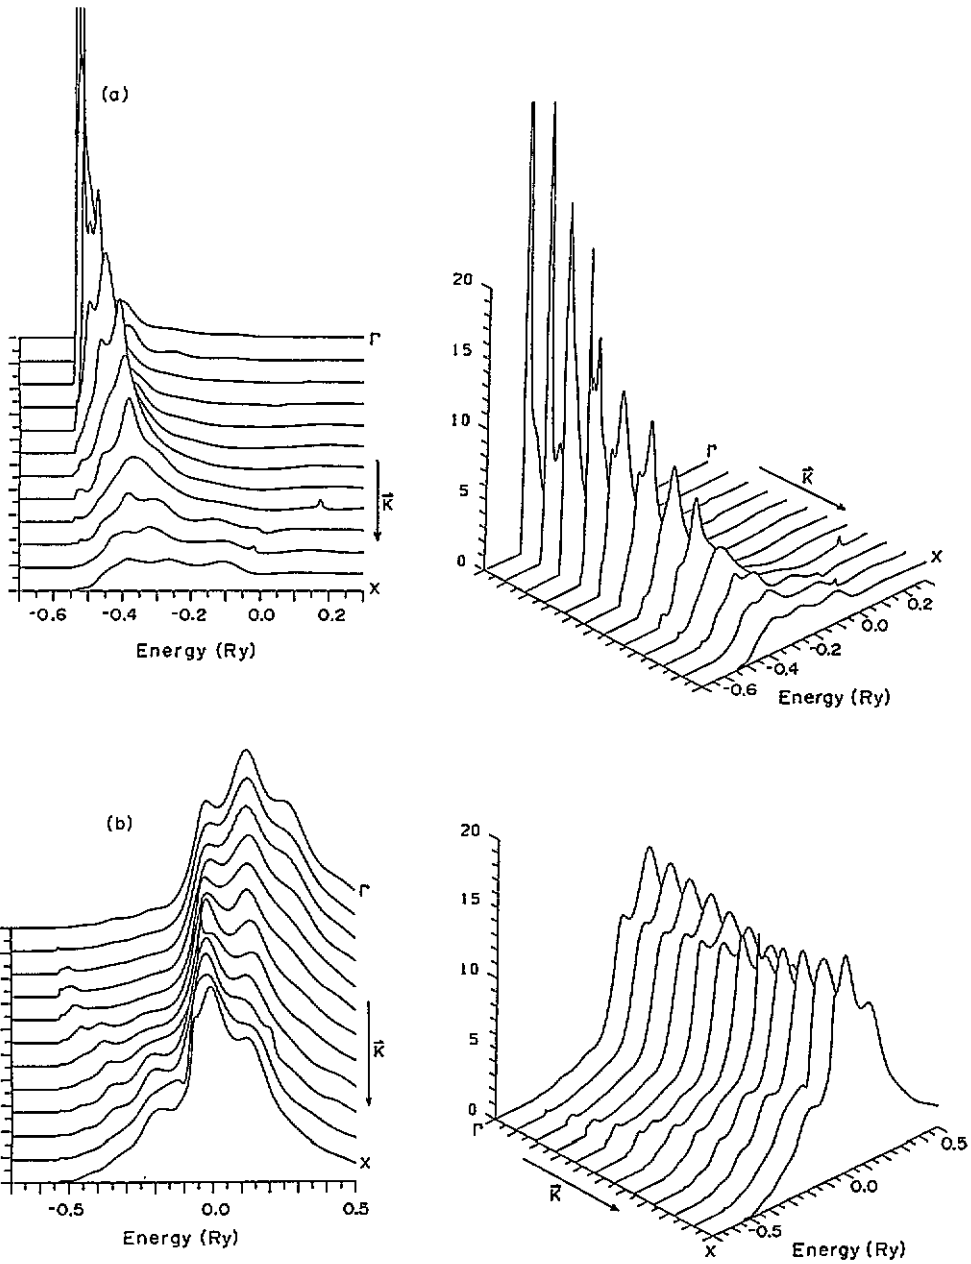 (a)
Γ
K⃗
X
-0.6 -0.4 -0.2 0.0 0.2
Energy (Ry)
20
15
10
5
0
Γ
K⃗
X
0.2
0.0
-0.2
-0.4
-0.6
Energy (Ry)
(b)
Γ
K⃗
X
-0.5 0.0 0.5
Energy (Ry)
20
15
10
5
0
Γ
K⃗
X
0.5
0.0
-0.5
Energy (Ry)